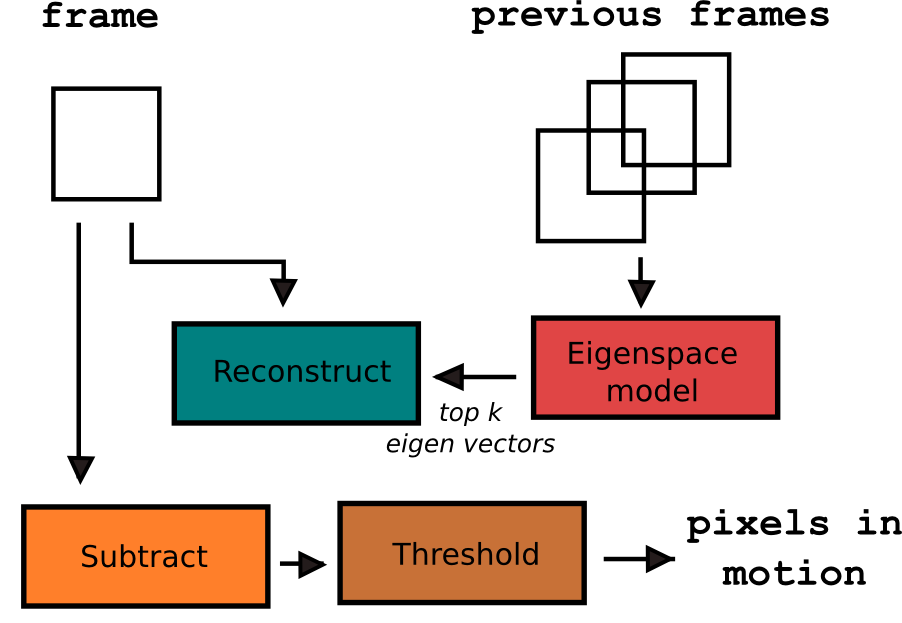 frame
previous frames
Reconstruct
Eigenspace
model
top k
eigen vectors
Subtract
Threshold
pixels in
motion